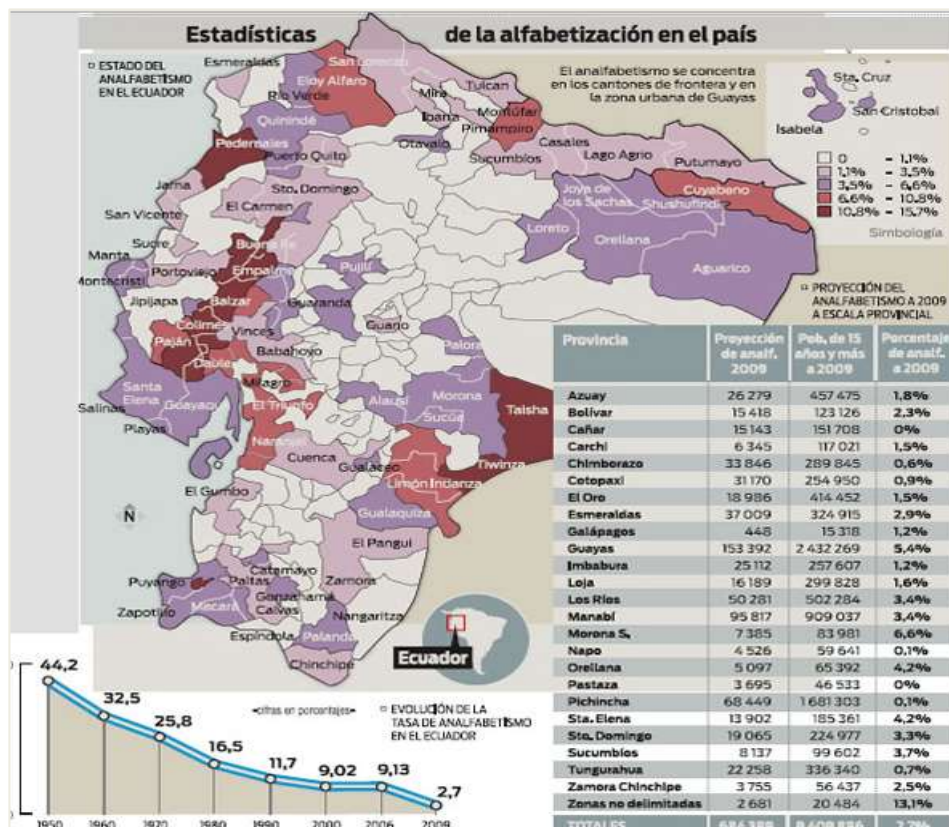 Estadísticas de la alfabetización en el país
ESTADO DEL
ANALFABETISMO
EN EL ECUADOR
El analfabetismo se concentra
en los cantones de frontera y en
la zona urbana de Guayas
Sta. Cruz
San Cristobal
Isabela
0 - 1.1%
1.1% - 3.5%
3.5% - 6.6%
6.6% - 10.8%
10.8% - 15.7%
Simbología
Esmeraldas
San Lorenzo
Eloy Alfaro
Rio Verde
Tulcan
Mira
Montúfar
Quinindé
Pimampiro
Casales
Otavalo
Sucumbíos
Lago Agrio
Putumayo
Pedernales
Puerto Quito
Cuyabeno
Jama
Sto. Domingo
Joya de
los Sachas
Shushufindi
El Carmen
San Vicente
Loreto
Orellana
Sucre
Manta
Montecristi
Portoviejo
Empalme
Pujilí
Aguarico
Jipijapa
Balzar
Guaranda
Colimes
Vinces
Guano
Paján
Palora
Babahoyo
Daule
Santa
Elena
Milagro
Guayaquil
Alausí
Morona
Taisha
Salinas
El Triunfo
Sucúa
Playas
Naranjal
Cuenca
Gualaceo
Tiwinza
Limón Indanza
El Gumbo
Gualaquiza
N
El Pangui
Catamayo
Puyango
Paltas
Zamora
Gonzahamá
Zapotillo
Macará
Calvas
Nangaritza
Espíndola
Palanda
Chinchipe
Ecuador
PROYECCIÓN DEL
ANALFABETISMO A 2009
A ESCALA PROVINCIAL
Provincia Proyección de analf. 2009 Pob. de 15 años y más a 2009 Porcentaje de analf. a 2009
Azuay 26 279 457 475 1,8%
Bolívar 15 418 123 126 2,3%
Cañar 15 143 151 708 0%
Carchi 6 345 117 021 1,5%
Chimborazo 33 846 289 845 0,6%
Cotopaxi 31 170 254 950 0,9%
El Oro 18 986 414 452 1,5%
Esmeraldas 37 009 324 915 2,9%
Galápagos 448 15 318 1,2%
Guayas 153 392 2 432 269 5,4%
Imbabura 25 112 257 607 1,2%
Loja 16 189 299 828 1,6%
Los Ríos 50 281 502 284 3,4%
Manabí 95 817 909 037 3,4%
Morona S. 7 385 83 981 6,6%
Napo 4 526 59 641 0,1%
Orellana 5 097 65 392 4,2%
Pastaza 3 695 46 533 0%
Pichincha 68 449 1 681 303 0,1%
Sta. Elena 13 902 185 361 4,2%
Sto. Domingo 19 065 224 977 3,3%
Sucumbíos 8 137 99 602 3,7%
Tungurahua 22 258 336 340 0,7%
Zamora Chinchipe 3 755 56 437 2,5%
Zonas no delimitadas 2 681 20 484 13,1%
TOTALES
cifras en porcentajes
EVOLUCIÓN DE LA
TASA DE ANALFABETISMO
EN EL ECUADOR
44,2
32,5
25,8
16,5
11,7
9,02
9,13
2,7
1950 1960 1970 1980 1990 2000 2006 2009